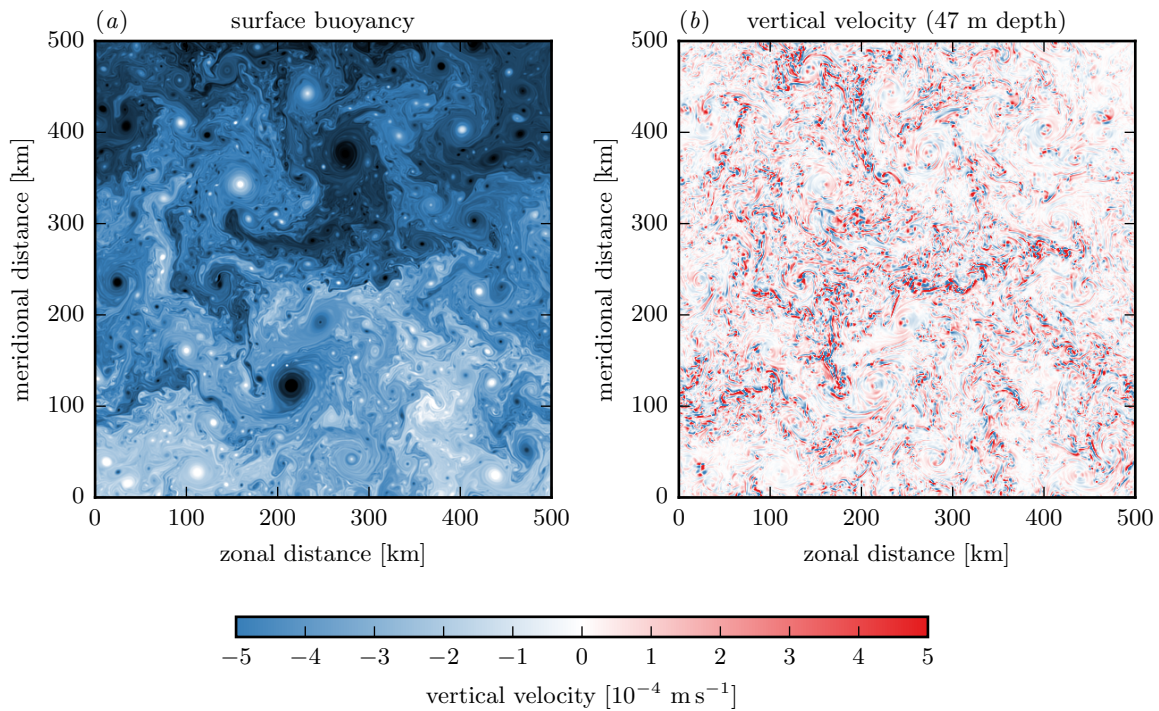 (a) surface buoyancy
500
400
300
200
100
0
meridional distance [km]
0 100 200 300 400 500
zonal distance [km]
(b) vertical velocity (47 m depth)
500
400
300
200
100
0
meridional distance [km]
0 100 200 300 400 500
zonal distance [km]
−5 −4 −3 −2 −1 0 1 2 3 4 5
vertical velocity [10⁻⁴ m s⁻¹]